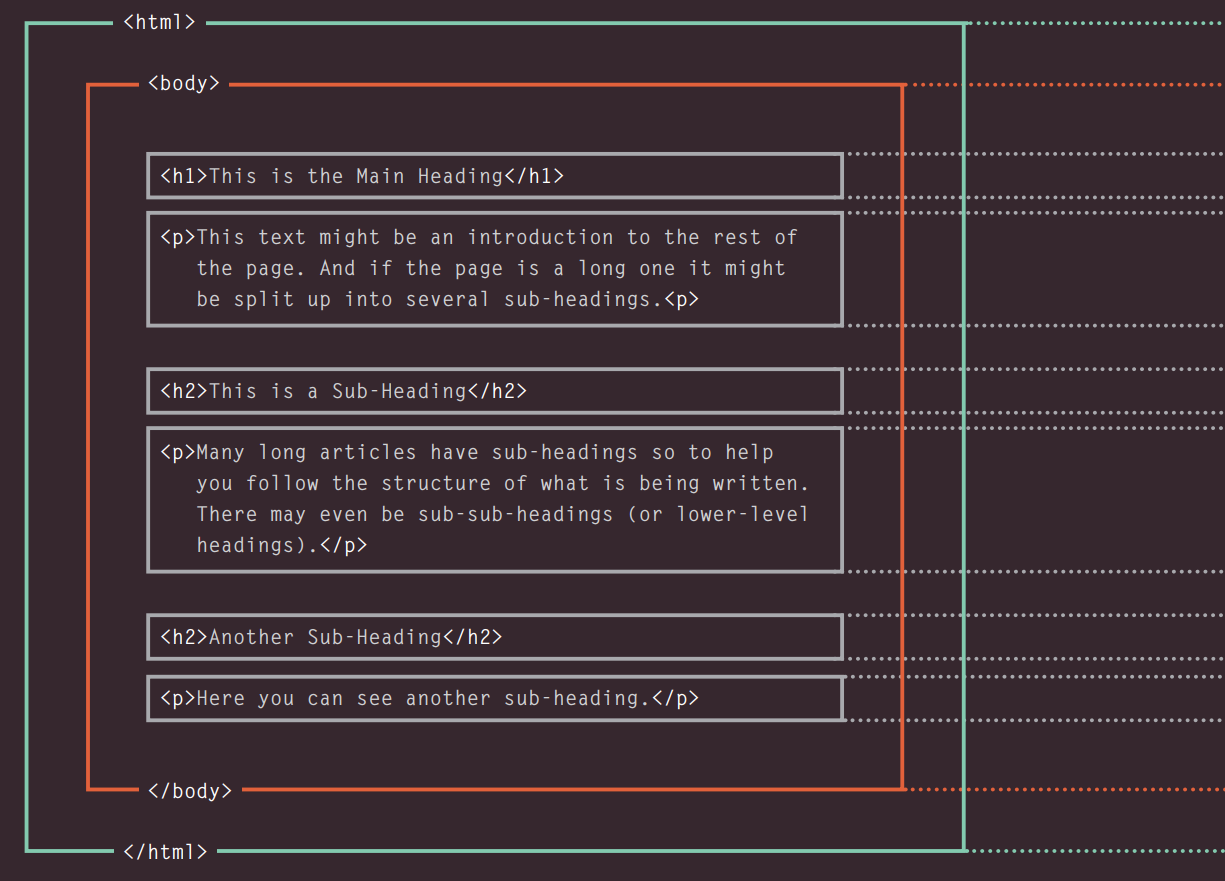 <html>
<body>
<h1>This is the Main Heading</h1>
<p>This text might be an introduction to the rest of
the page. And if the page is a long one it might
be split up into several sub-headings.<p>
<h2>This is a Sub-Heading</h2>
<p>Many long articles have sub-headings so to help
you follow the structure of what is being written.
There may even be sub-sub-headings (or lower-level
headings).</p>
<h2>Another Sub-Heading</h2>
<p>Here you can see another sub-heading.</p>
</body>
</html>